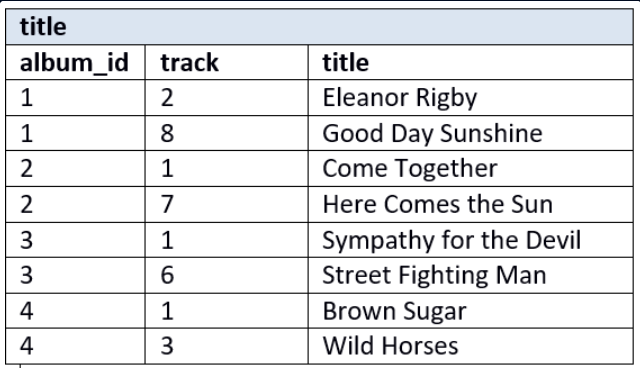 title
album_id track title
1 2 Eleanor Rigby
1 8 Good Day Sunshine
2 1 Come Together
2 7 Here Comes the Sun
3 1 Sympathy for the Devil
3 6 Street Fighting Man
4 1 Brown Sugar
4 3 Wild Horses